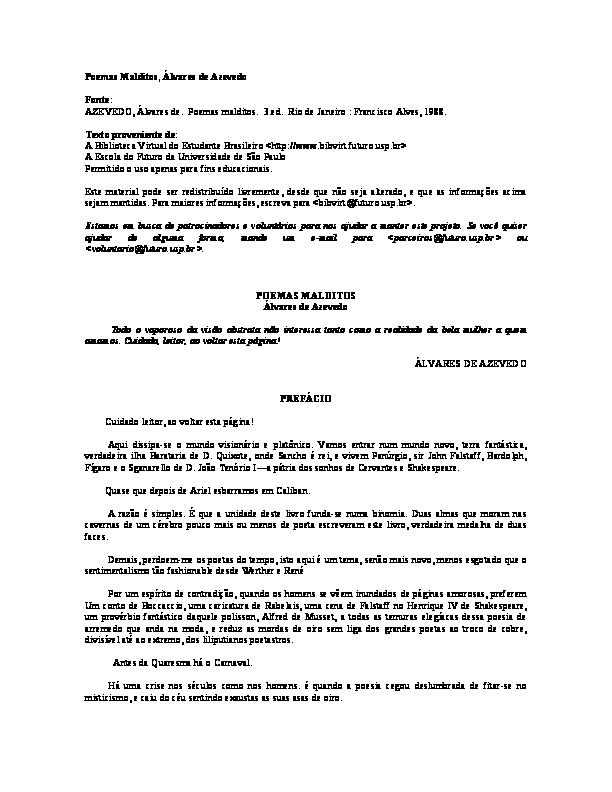 Poemas Malditos, Álvares de Azevedo
Fonte:
AZEVEDO, Álvares de. Poemas malditos. 3 ed. Rio de Janeiro : Francisco Alves, 1988.
Texto proveniente de:
A Biblioteca Virtual do Estudante Brasileiro <http://www.bibvirt.futuro.usp.br>
A Escola do Futuro da Universidade de São Paulo
Permitido o uso apenas para fins educacionais.
Este material pode ser redistribuído livremente, desde que não seja alterado, e que as informações acima
sejam mantidas. Para maiores informações, escreva para <bibvirt@futuro.usp.br>.
Estamos em busca de patrocinadores e voluntários para nos ajudar a manter este projeto. Se você quiser
ajudar de alguma forma, mande um e-mail para <parceiros@futuro.usp.br> ou
<voluntario@futuro.usp.br>.
POEMAS MALDITOS
Álvares de Azevedo
Todo o vaporoso da visão abstrata não interessa tanto como a realidade da bela mulher a quem
amamos. Cuidado, leitor, ao voltar esta página!
ÁLVARES DE AZEVEDO
PREFÁCIO
Cuidado leitor, ao voltar esta página!
Aqui dissipa-se o mundo visionário e platônico. Vamos entrar num mundo novo, terra fantástica,
verdadeira ilha Barataria de D. Quixote, onde Sancho é rei, e vivem Panúrgio, sir John Falstaff, Bardolph,
Fígaro e o Sganarello de D. João Tenório I—a pátria dos sonhos de Cervantes e Shakespeare.
Quase que depois de Ariel esbarramos em Caliban.
A razão é simples. É que a unidade deste livro funda-se numa binomia. Duas almas que moram nas
cavernas de um cérebro pouco mais ou menos de poeta escreveram este livro, verdadeira medalha de duas
faces.
Demais, perdoem-me os poetas do tempo, isto aqui é um tema, senão mais novo, menos esgotado que o
sentimentalismo tão fashionable desde Werther e René
Por um espírito de contradição, quando os homens se vêem inundados de páginas amorosas, preferem
Um conto de Boccaccio, uma caricatura de Rabelais, uma cena de Falstaff no Henrique IV de Shakespeare,
um provérbio fantástico daquele polisson, Alfred de Musset, a todas as ternuras elegíacas dessa poesia de
arremedo que anda na moda, e reduz as moedas de oiro sem liga dos grandes poetas ao troco de cobre,
divisível até ao extremo, dos liliputianos poetastros.
Antes da Quaresma há o Carnaval.
Há uma crise nos séculos como nos homens. é quando a poesia cegou deslumbrada de fitar-se no
misticismo, e caiu do céu sentindo exaustas as suas asas de oiro.